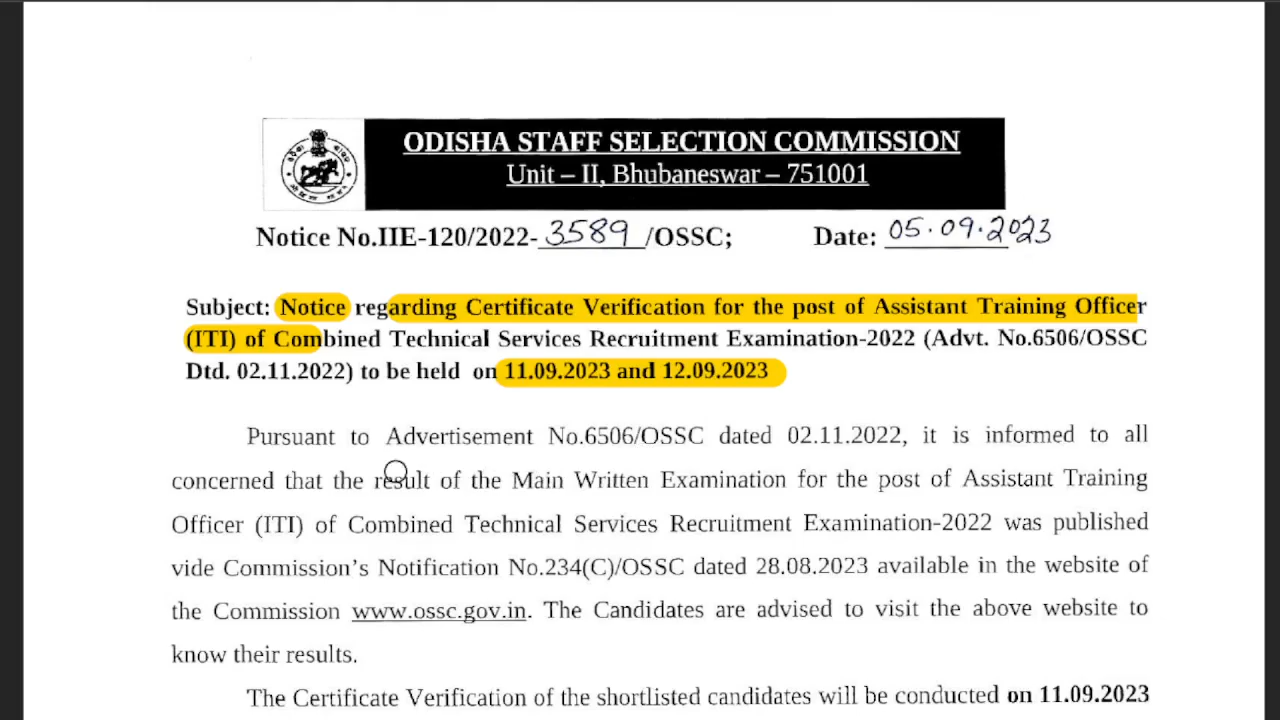 ODISHA STAFF SELECTION COMMISSION
Unit – II, Bhubaneswar – 751001
Notice No.IIE-120/2022- 3589 /OSSC; Date: 05.09.2023
Subject: Notice regarding Certificate Verification for the post of Assistant Training Officer
(ITI) of Combined Technical Services Recruitment Examination-2022 (Advt. No.6506/OSSC
Dtd. 02.11.2022) to be held on 11.09.2023 and 12.09.2023
Pursuant to Advertisement No.6506/OSSC dated 02.11.2022, it is informed to all
concerned that the result of the Main Written Examination for the post of Assistant Training
Officer (ITI) of Combined Technical Services Recruitment Examination-2022 was published
vide Commission’s Notification No.234(C)/OSSC dated 28.08.2023 available in the website of
the Commission www.ossc.gov.in. The Candidates are advised to visit the above website to
know their results.
The Certificate Verification of the shortlisted candidates will be conducted on 11.09.2023